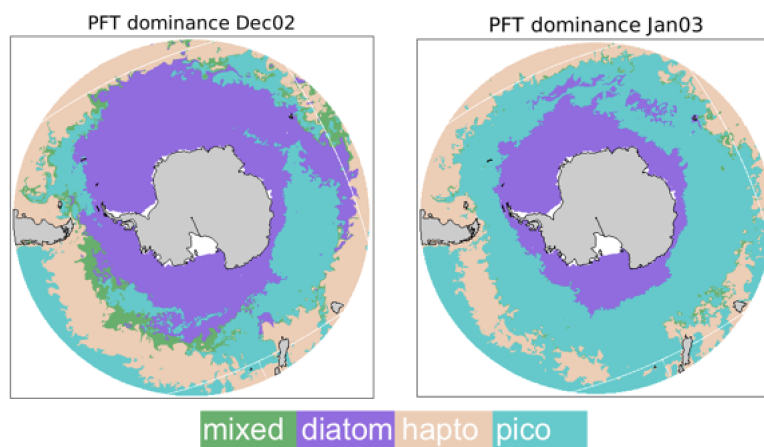 PFT dominance Dec02
PFT dominance Jan03
mixed diatom hapto pico